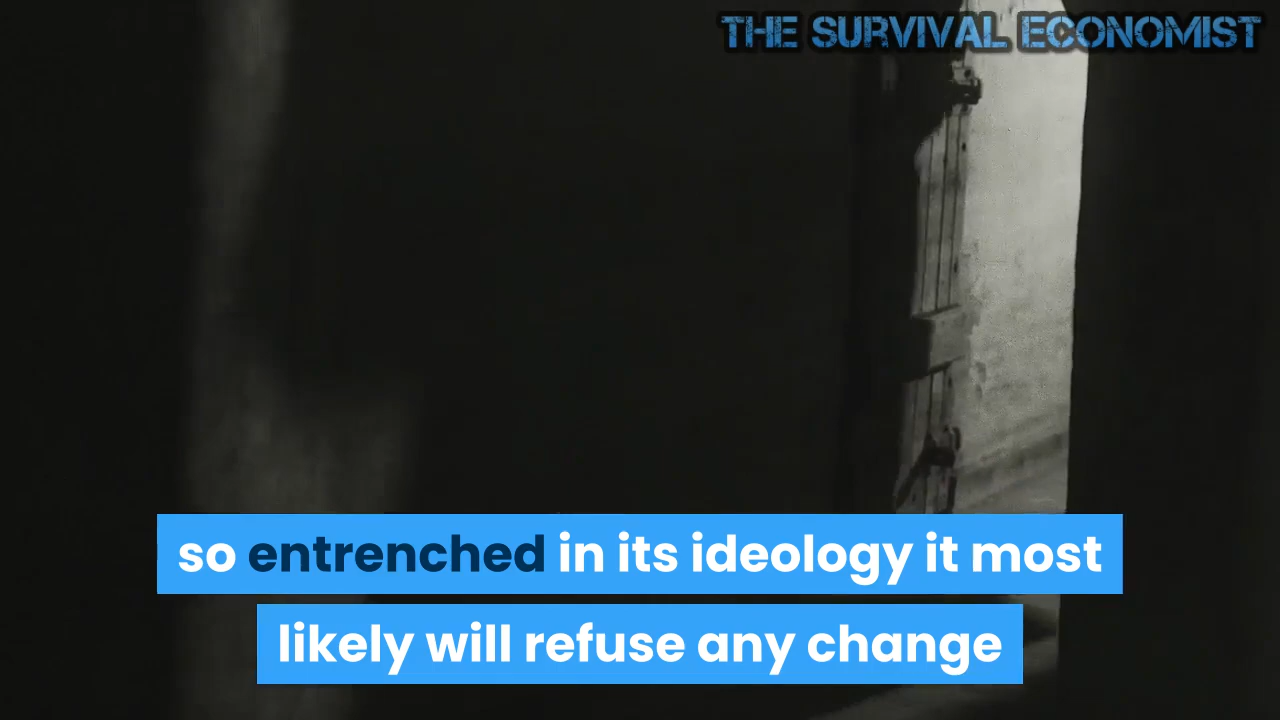 THE SURVIVAL ECONOMIST
so entrenched in its ideology it most
likely will refuse any change